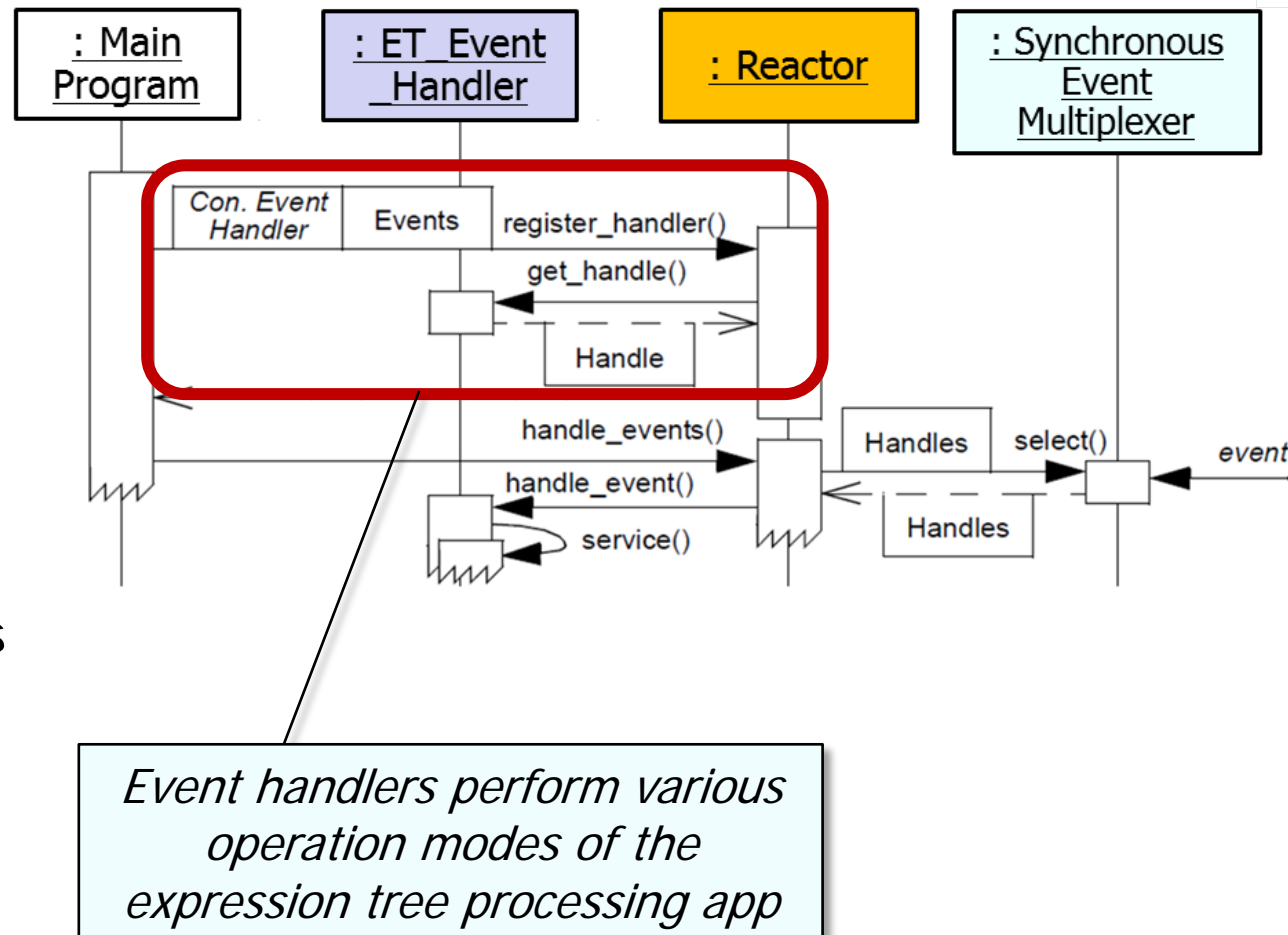 : Main
Program
: ET_Event
_Handler
: Reactor
: Synchronous
Event
Multiplexer
Con. Event
Handler
Events
register_handler()
get_handle()
Handle
handle_events()
Handles
select()
event
handle_event()
Handles
service()
s
Event handlers perform various
operation modes of the
expression tree processing app